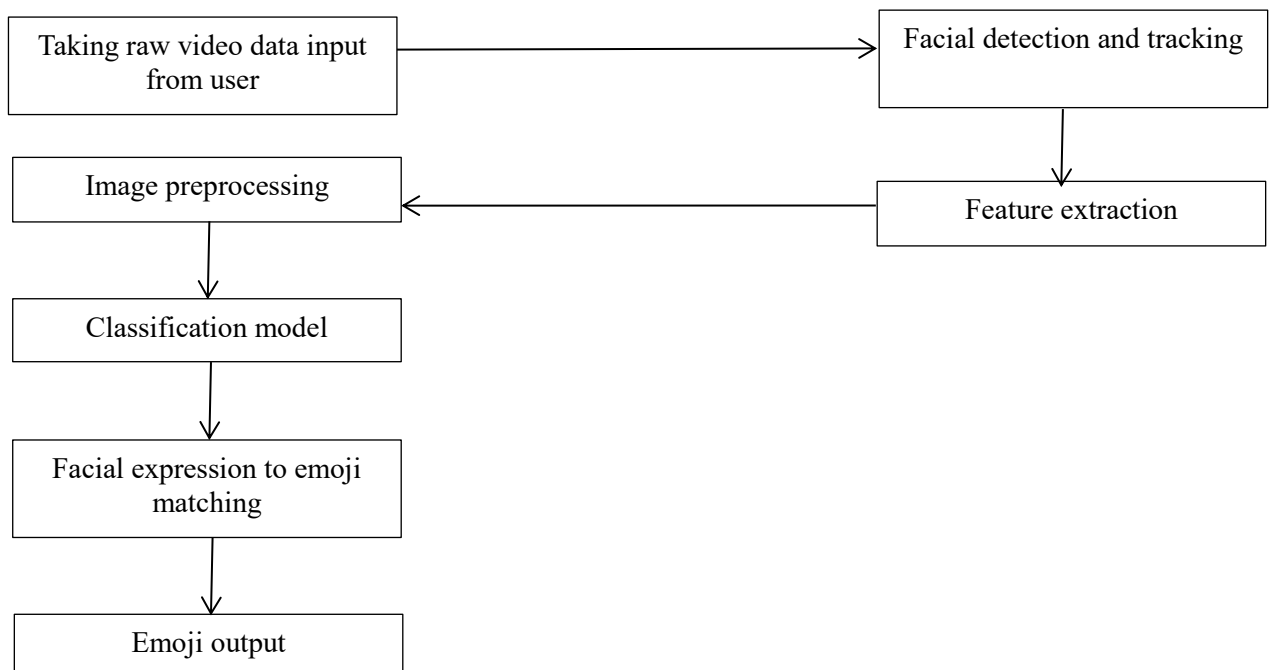 Taking raw video data input
from user
Facial detection and tracking
Feature extraction
Image preprocessing
Classification model
Facial expression to emoji
matching
Emoji output